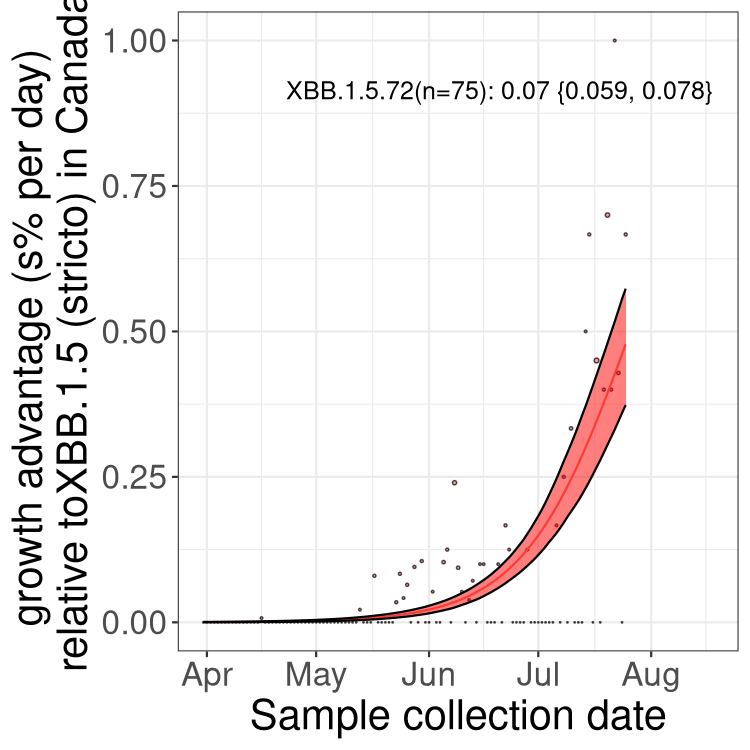 growth advantage (s% per day)
relative toXBB.1.5 (stricto) in Canada
1.00
0.75
0.50
0.25
0.00
XBB.1.5.72(n=75): 0.07 {0.059, 0.078}
Apr May Jun Jul Aug
Sample collection date